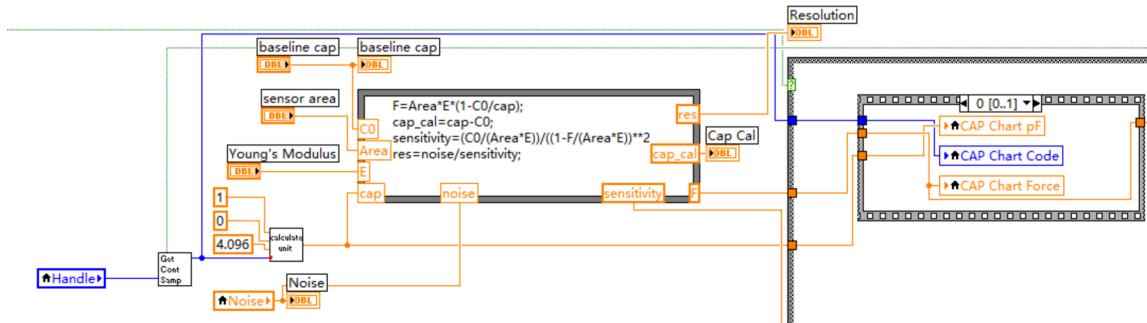 Resolution
DBL
baseline cap
baseline cap
DBL
DBL
?
sensor area
DBL
F=Area*E*(1-C0/cap);
cap_cal=cap-C0;
sensitivity=(C0/(Area*E))/((1-F/(Area*E))**2
res=noise/sensitivity;
C0
Area
E
cap
noise
sensitivity
F
res
cap_cal
Cap Cal
DBL
Young's Modulus
DBL
0 [0..1]
CAP Chart pF
CAP Chart Code
CAP Chart Force
1
0
4.096
calculate
unit
Get
Cont
Samp
Handle
Noise
Noise
DBL